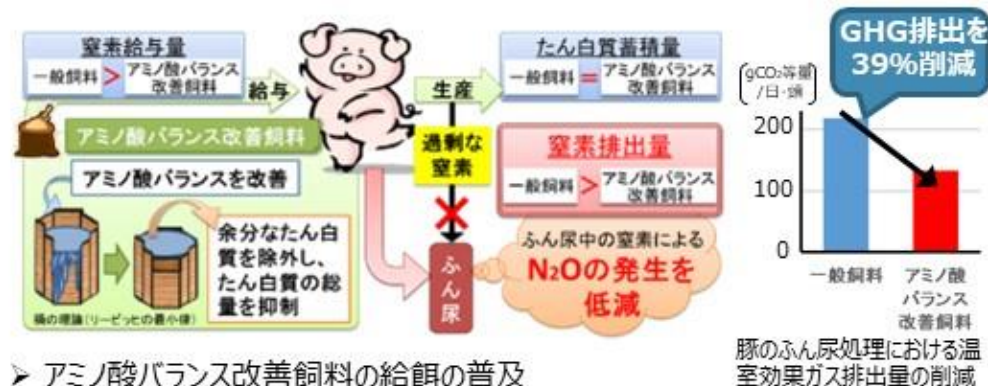 窒素給与量
一般飼料 > アミノ酸バランス
改善飼料
給与
アミノ酸バランス改善飼料
アミノ酸バランスを改善
余分なたん白
質を除外し、
たん白質の総
量を抑制
桶の理論(リービッヒの最小律)
生産
過剰な
窒素
ふん尿
たん白質蓄積量
一般飼料 = アミノ酸バランス
改善飼料
窒素排出量
一般飼料 > アミノ酸バランス
改善飼料
ふん尿中の窒素による
N₂Oの発生を
低減
GHG排出を
39%削減
gCO₂等量
/日・頭
200
100
0
一般飼料
アミノ酸
バランス
改善飼料
豚のふん尿処理における温
室効果ガス排出量の削減
➢ アミノ酸バランス改善飼料の給餌の普及